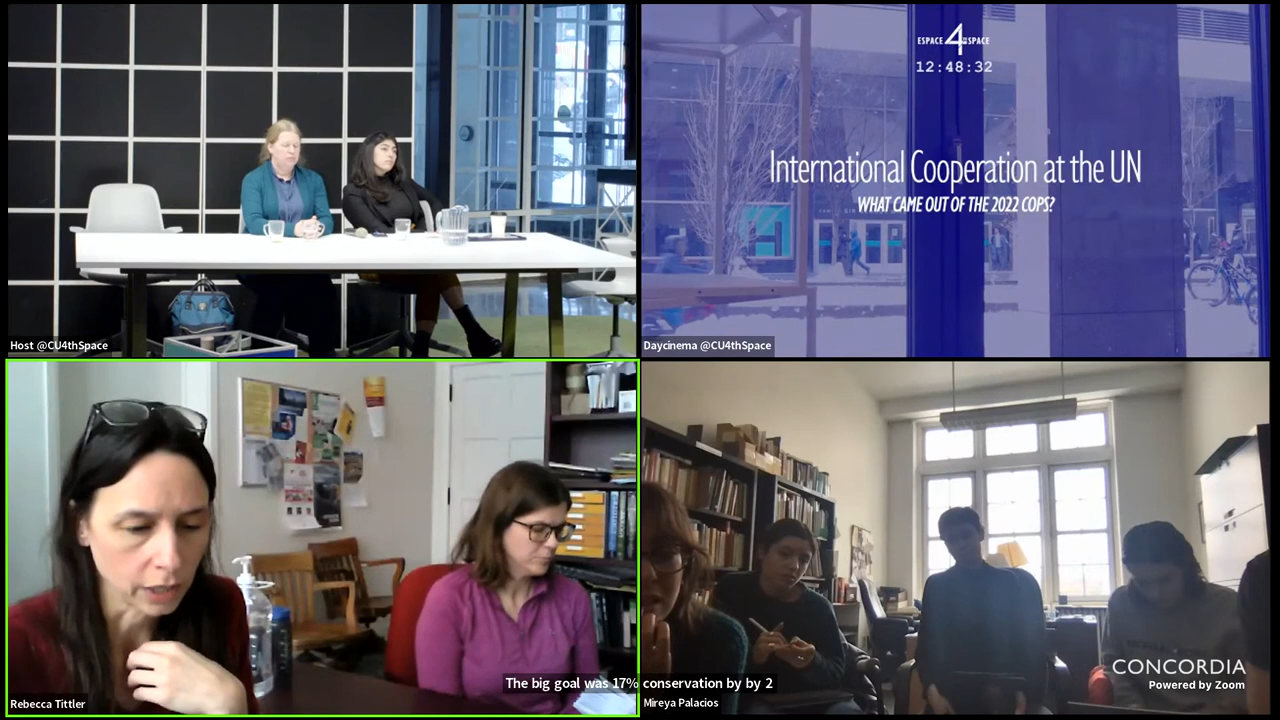 ESPACE 4 SPACE
12:48:32
International Cooperation at the UN
WHAT CAME OUT OF THE 2022 COPS?
Host @CU4thSpace
Daycinema @CU4thSpace
The big goal was 17% conservation by by 2
Rebecca Tittler
Mireya Palacios
CONCORDIA
Powered by Zoom